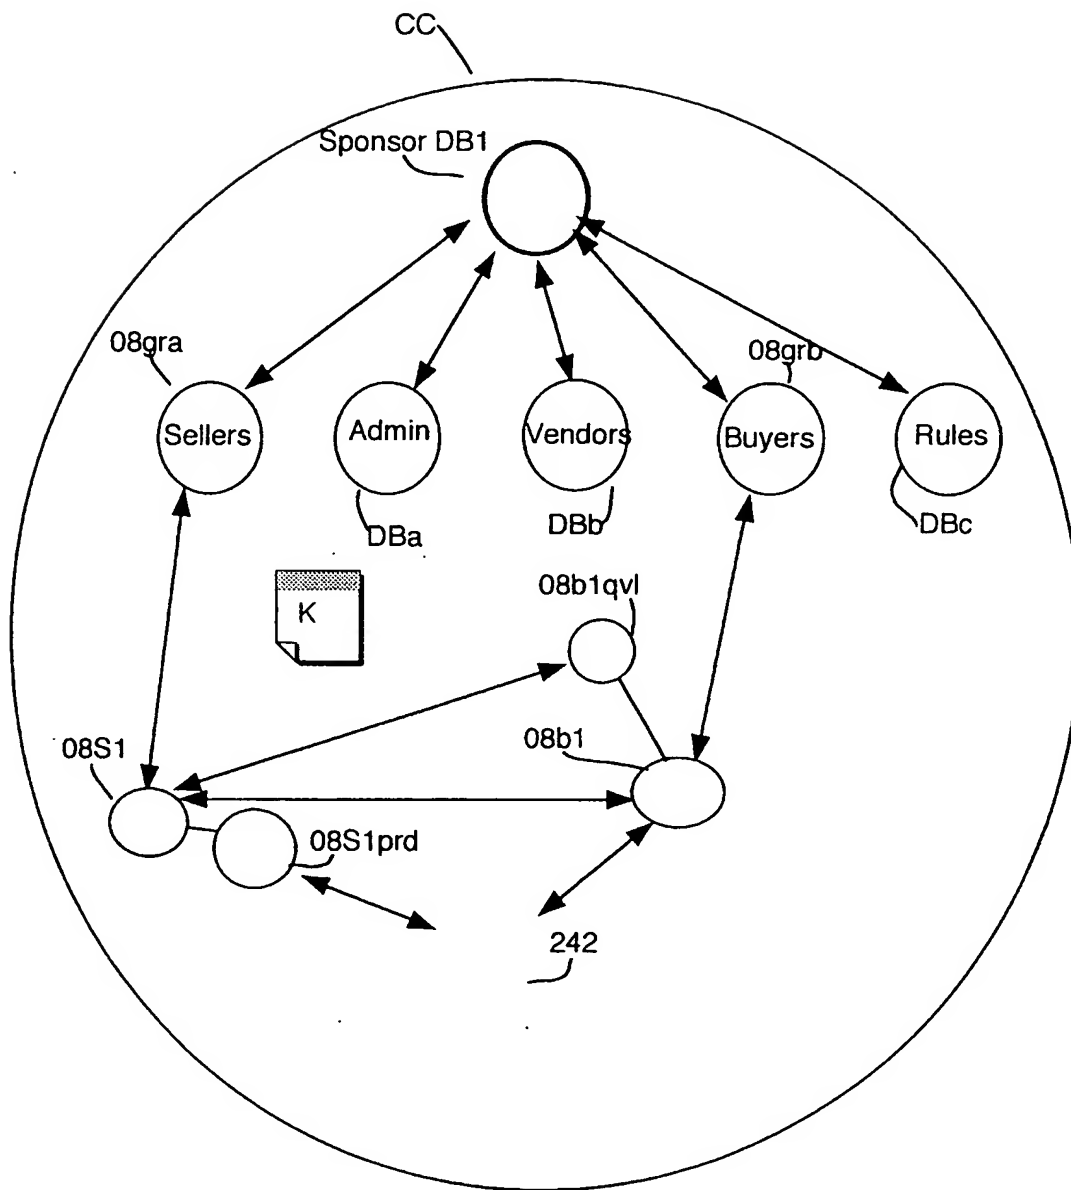 CC
Sponsor DB1
08gra
08grb
Sellers
Admin
Vendors
Buyers
Rules
DBa
DBb
DBc
08b1qvl
K
08S1
08b1
08S1prd
242